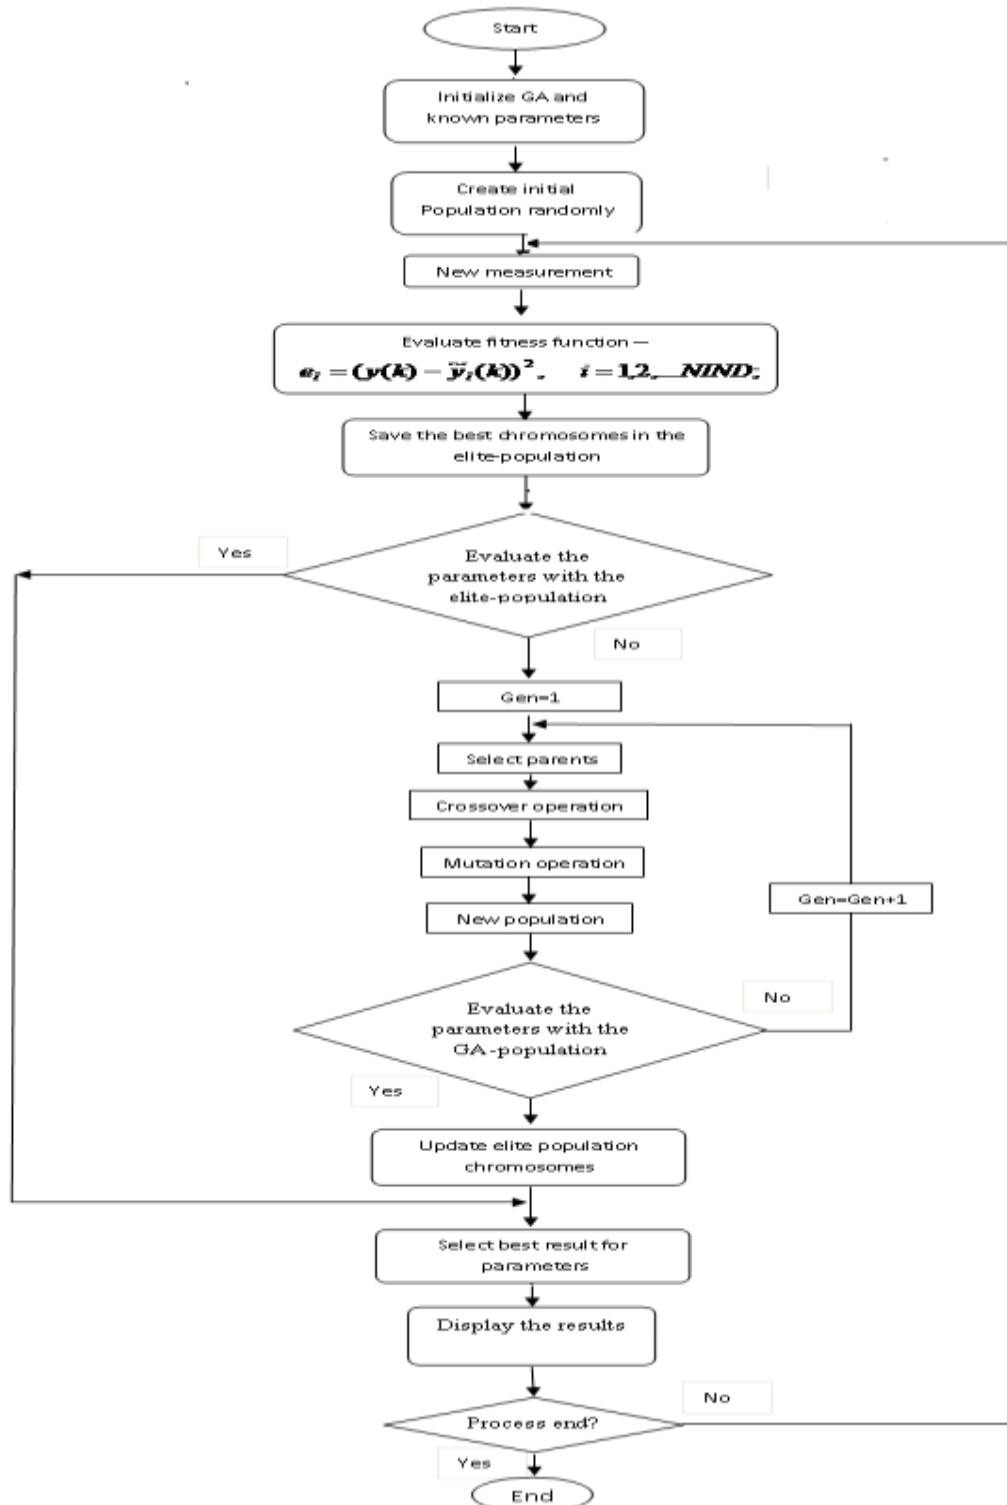 Start
Initialize GA and
known parameters
Create initial
Population randomly
New measurement
Evaluate fitness function —
e_i = (y(k) − ỹ_i(k))², i = 1,2,...NIND;
Save the best chromosomes in the
elite-population
Yes
Evaluate the
parameters with the
elite-population
No
Gen=1
Select parents
Crossover operation
Mutation operation
Gen=Gen+1
New population
No
Evaluate the
parameters with the
GA-population
Yes
Update elite population
chromosomes
Select best result for
parameters
Display the results
No
Process end?
Yes
End